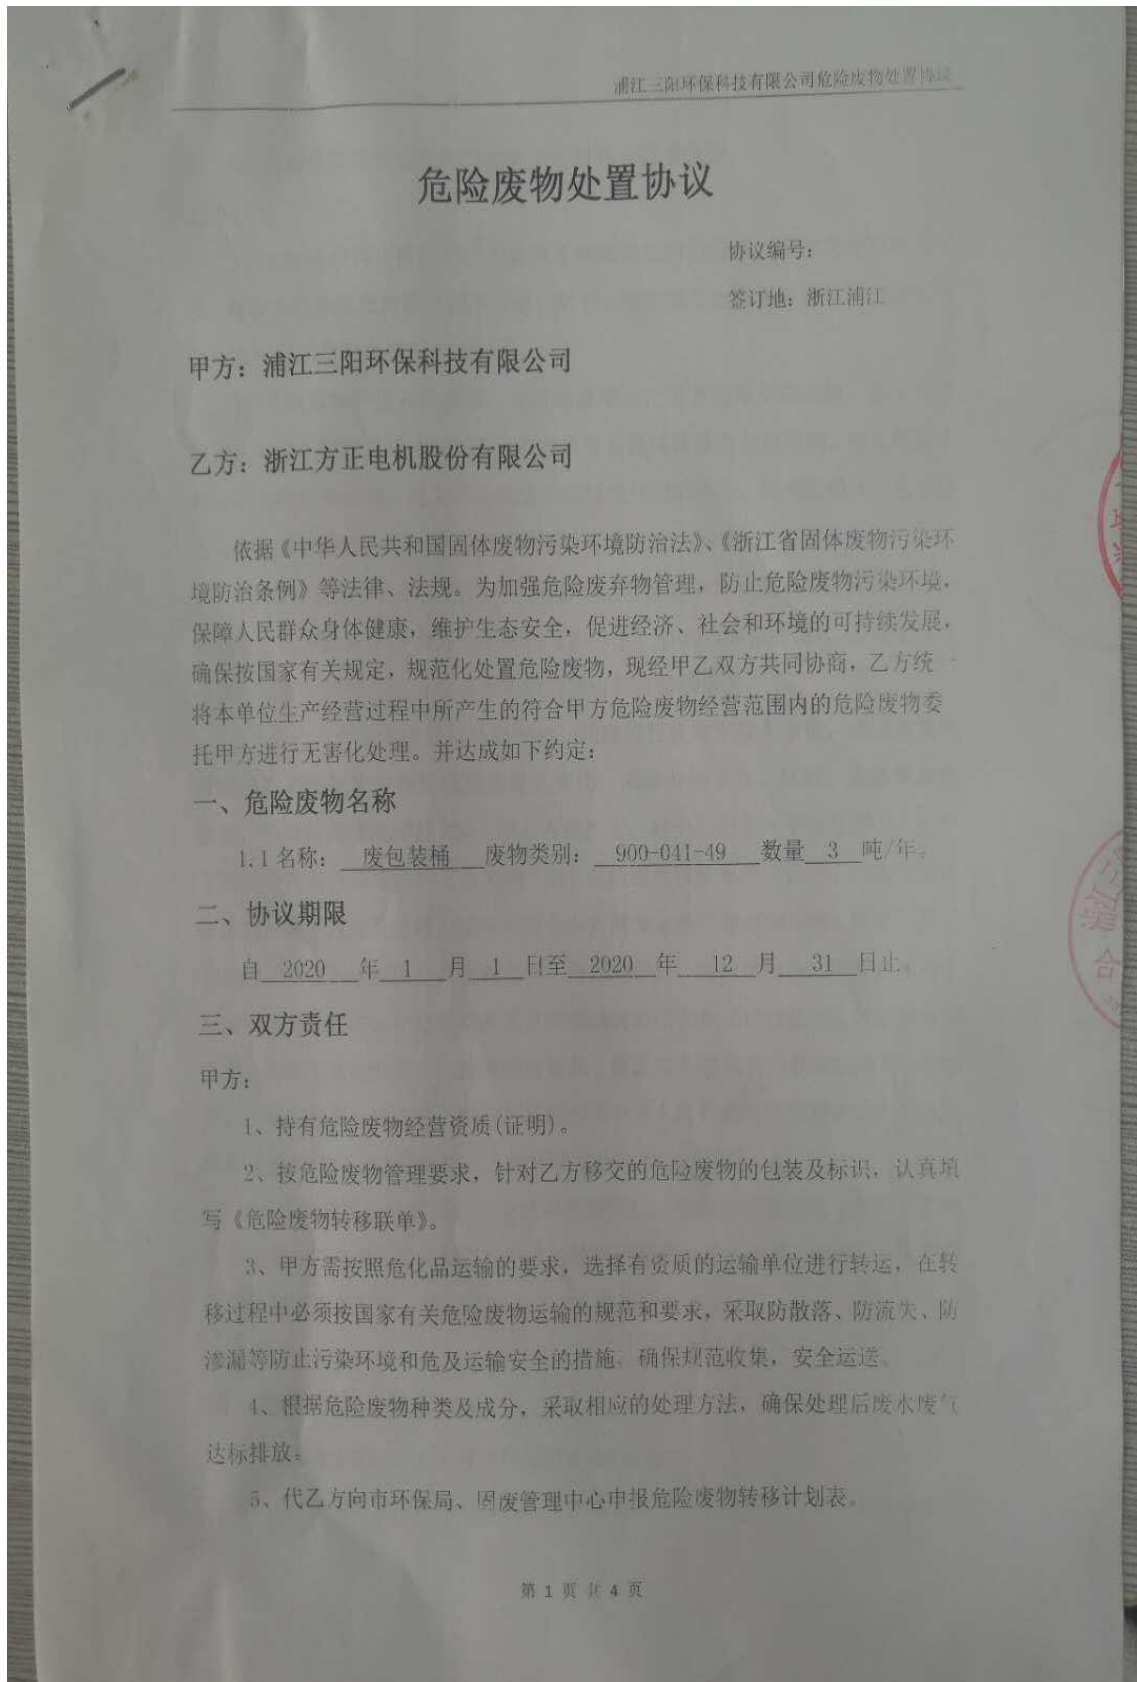 浦江三阳环保科技有限公司危险废物处置协议
危险废物处置协议
协议编号：
签订地：浙江浦江
甲方：浦江三阳环保科技有限公司
乙方：浙江方正电机股份有限公司
依据《中华人民共和国固体废物污染环境防治法》、《浙江省固体废物污染环
境防治条例》等法律、法规。为加强危险废弃物管理，防止危险废物污染环境，
保障人民群众身体健康，维护生态安全，促进经济、社会和环境的可持续发展，
确保按国家有关规定，规范化处置危险废物，现经甲乙双方共同协商，乙方统一
将本单位生产经营过程中所产生的符合甲方危险废物经营范围内的危险废物委
托甲方进行无害化处理。并达成如下约定：
一、危险废物名称
1.1 名称： 废包装桶 废物类别： 900-041-49 数量 3 吨/年。
二、协议期限
自 2020 年 1 月 1 日至 2020 年 12 月 31 日止
三、双方责任
甲方：
1、持有危险废物经营资质(证明)。
2、按危险废物管理要求，针对乙方移交的危险废物的包装及标识，认真填
写《危险废物转移联单》。
3、甲方需按照危化品运输的要求，选择有资质的运输单位进行转运，在转
移过程中必须按国家有关危险废物运输的规范和要求，采取防散落、防流失、防
渗漏等防止污染环境和危及运输安全的措施。确保规范收集，安全运送。
4、根据危险废物种类及成分，采取相应的处理方法，确保处理后废水废气
达标排放。
5、代乙方向市环保局、固废管理中心申报危险废物转移计划表。
第 1 页 共 4 页
合